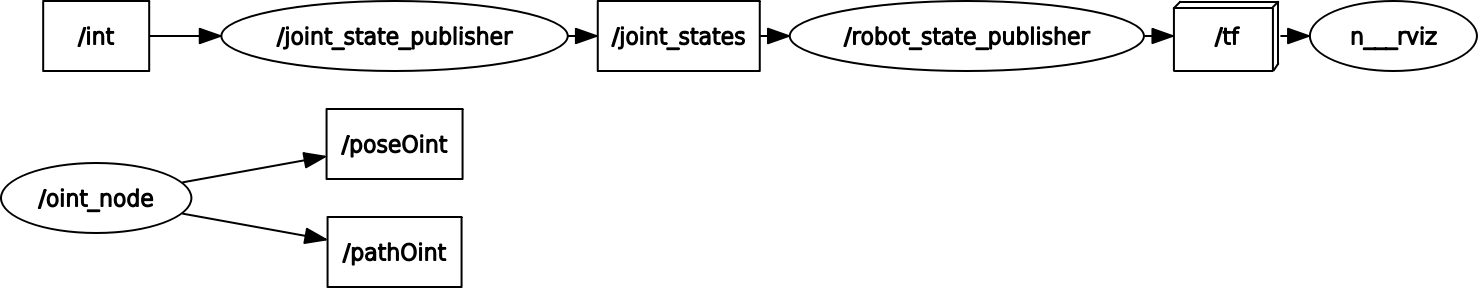 /int
/joint_state_publisher
/joint_states
/robot_state_publisher
/tf
n___rviz
/poseOint
/oint_node
/pathOint